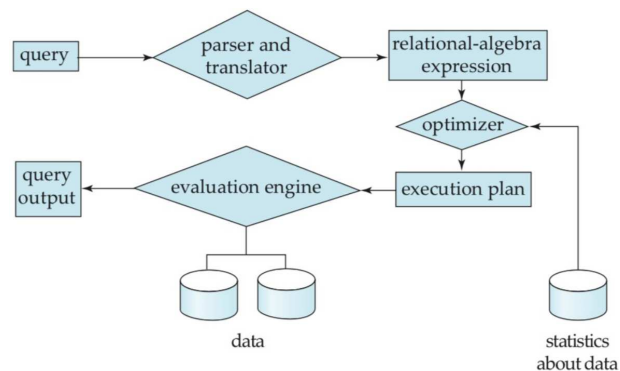 query
parser and
translator
relational-algebra
expression
optimizer
query
output
evaluation engine
execution plan
data
statistics
about data